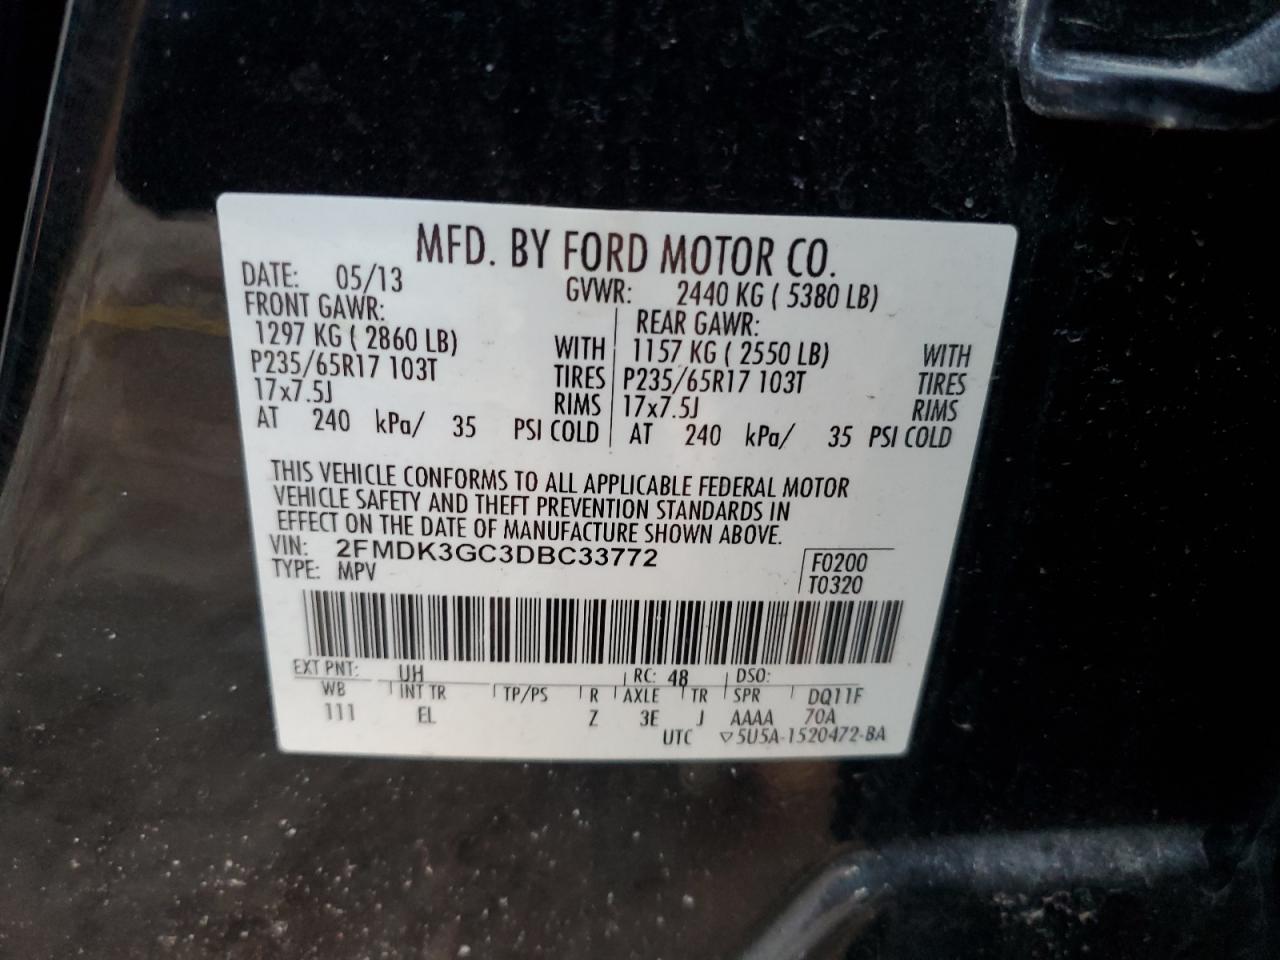 MFD. BY FORD MOTOR CO.
DATE: 05/13 GVWR: 2440 KG ( 5380 LB)
FRONT GAWR: REAR GAWR:
1297 KG ( 2860 LB) WITH 1157 KG ( 2550 LB) WITH
P235/65R17 103T TIRES P235/65R17 103T TIRES
17x7.5J RIMS 17x7.5J RIMS
AT 240 kPa/ 35 PSI COLD AT 240 kPa/ 35 PSI COLD
THIS VEHICLE CONFORMS TO ALL APPLICABLE FEDERAL MOTOR
VEHICLE SAFETY AND THEFT PREVENTION STANDARDS IN
EFFECT ON THE DATE OF MANUFACTURE SHOWN ABOVE.
VIN: 2FMDK3GC3DBC33772 F0200
TYPE: MPV T0320
EXT PNT: UH RC: 48 DSO:
WB INT TR TP/PS R AXLE TR SPR DQ11F
111 EL Z 3E J AAAA 70A
UTC ▽5U5A-1520472-BA